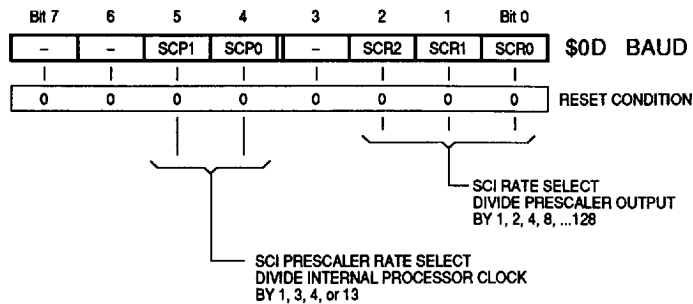 Bit 7 6 5 4 3 2 1 Bit 0
– – SCP1 SCP0 – SCR2 SCR1 SCR0 $0D BAUD
0 0 0 0 0 0 0 0 RESET CONDITION
SCI RATE SELECT
DIVIDE PRESCALER OUTPUT
BY 1, 2, 4, 8, ...128
SCI PRESCALER RATE SELECT
DIVIDE INTERNAL PROCESSOR CLOCK
BY 1, 3, 4, or 13